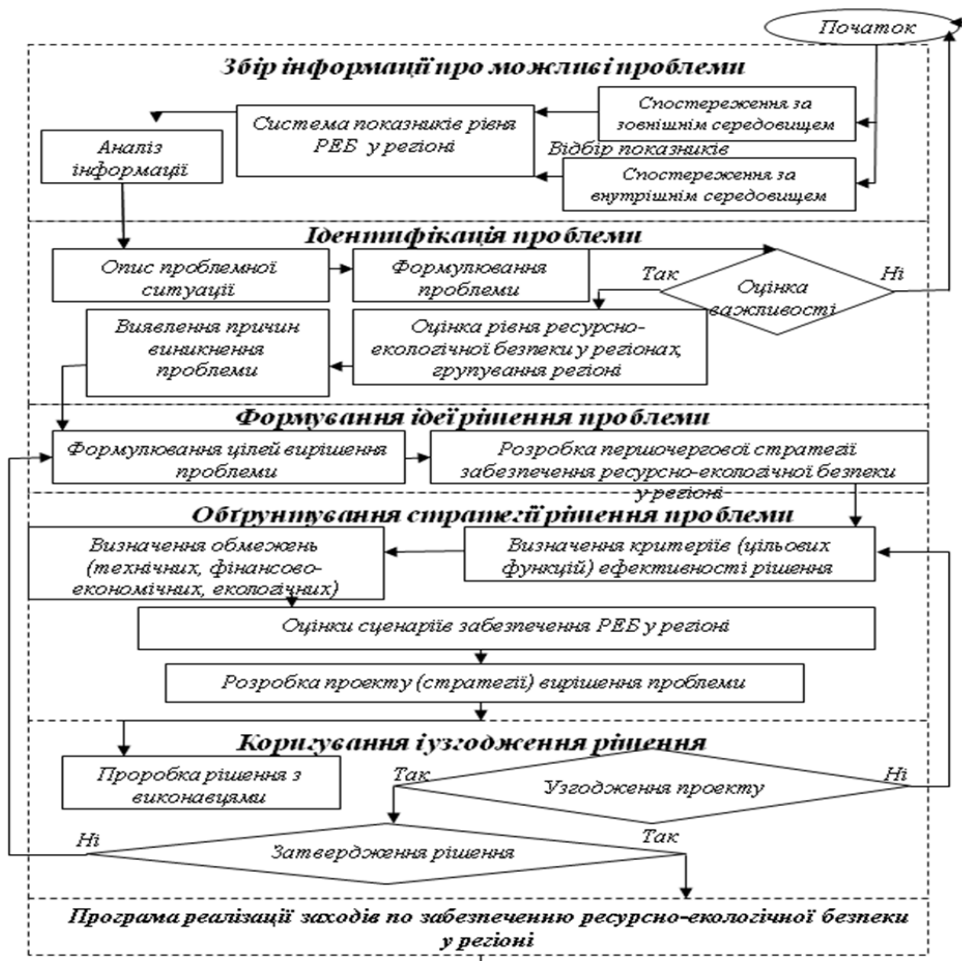 Початок
Збір інформації про можливі проблеми
Спостереження за
зовнішнім середовищем
Система показників рівня
РЕБ у регіоні
Відбір показників
Аналіз
інформації
Спостереження за
внутрішнім середовищем
Ідентифікація проблеми
Опис проблемної
ситуації
Формулювання
проблеми
Так
Ні
Оцінка
важливості
Виявлення причин
виникнення
проблеми
Оцінка рівня ресурсно-
екологічної безпеки у регіонах,
групування регіоні
Формування ідеї рішення проблеми
Формулювання цілей вирішення
проблеми
Розробка першочергової стратегії
забезпечення ресурсно-екологічної безпеки
у регіоні
Обґрунтування стратегії рішення проблеми
Визначення обмежень
(технічних, фінансово-
економічних, екологічних)
Визначення критеріїв (цільових
функцій) ефективності рішення
Оцінки сценаріїв забезпечення РЕБ у регіоні
Розробка проекту (стратегії) вирішення проблеми
Коригування і узгодження рішення
Проробка рішення з
виконавцями
Так
Ні
Узгодження проекту
Ні
Так
Затвердження рішення
Програма реалізації заходів по забезпеченню ресурсно-екологічної безпеки
у регіоні